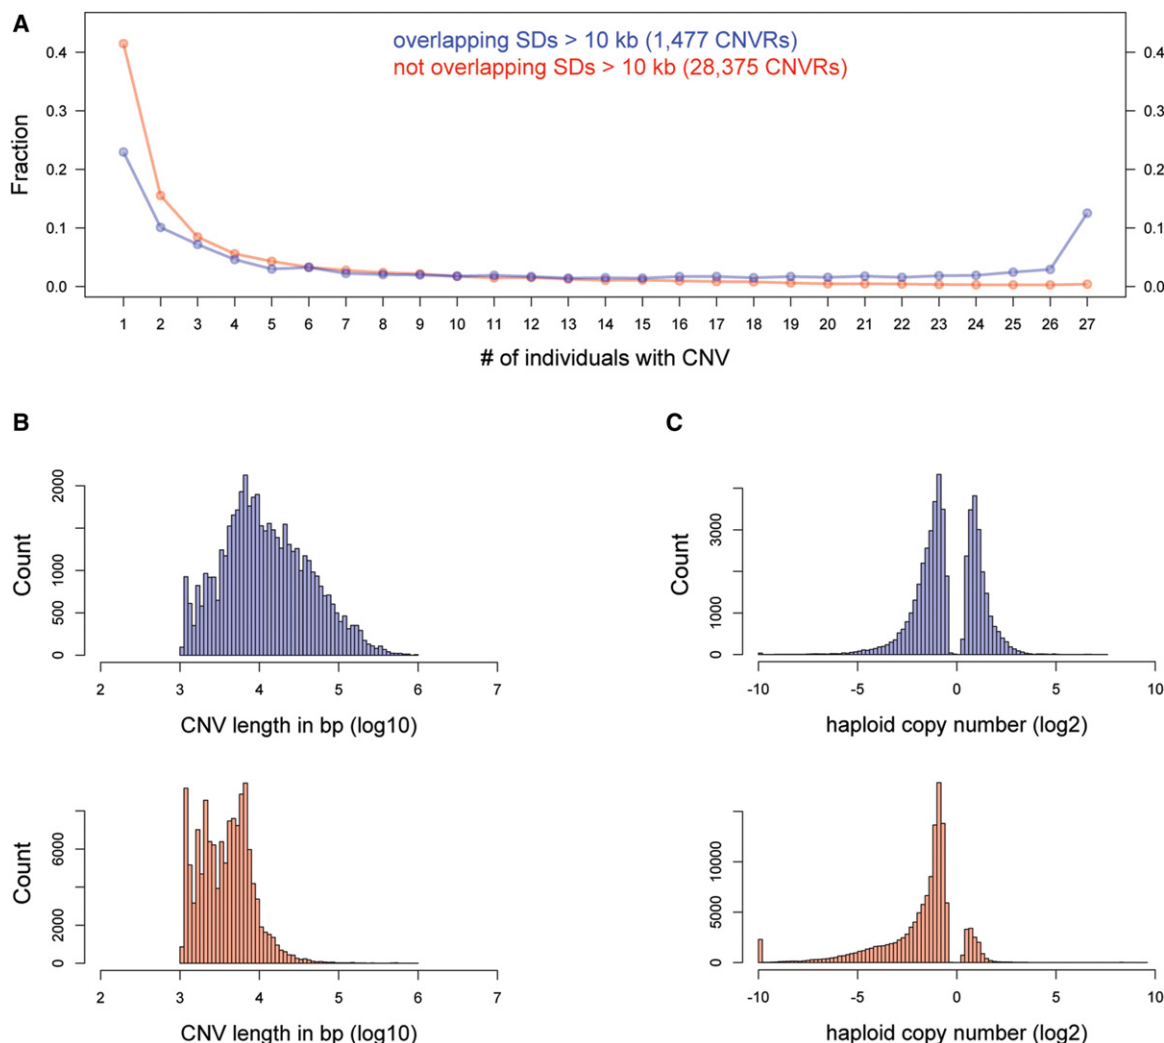 A
overlapping SDs > 10 kb (1,477 CNVRs)
not overlapping SDs > 10 kb (28,375 CNVRs)
Fraction
0.4
0.3
0.2
0.1
0.0
0.4
0.3
0.2
0.1
0.0
1 2 3 4 5 6 7 8 9 10 11 12 13 14 15 16 17 18 19 20 21 22 23 24 25 26 27
# of individuals with CNV
B
Count
2000
1000
500
0
2 3 4 5 6 7
CNV length in bp (log10)
C
Count
3000
1000
0
-10 -5 0 5 10
haploid copy number (log2)
Count
6000
2000
0
2 3 4 5 6 7
CNV length in bp (log10)
Count
10000
5000
0
-10 -5 0 5 10
haploid copy number (log2)